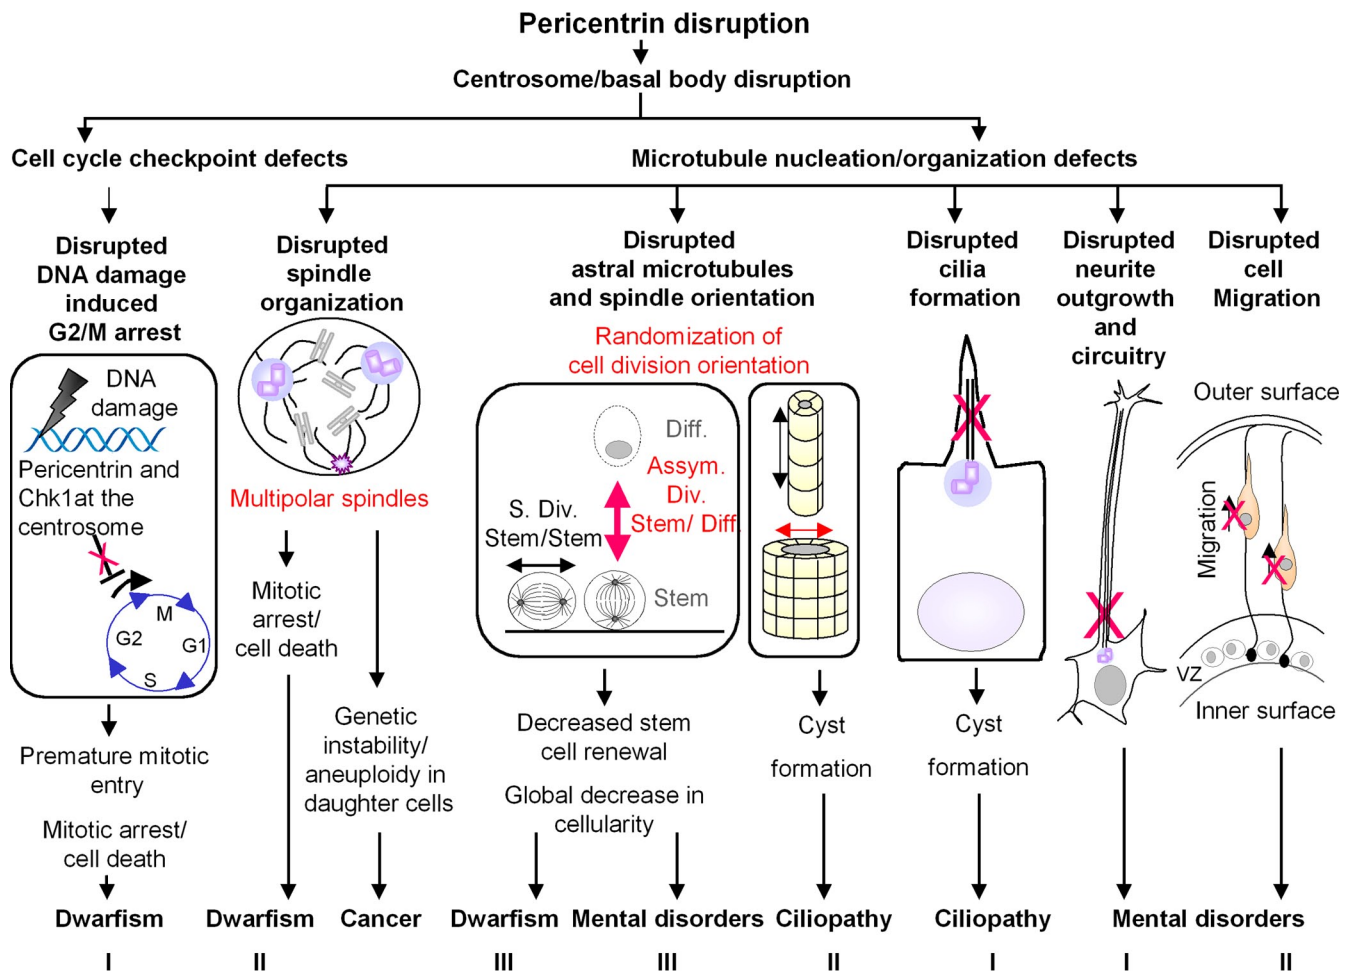 Pericentrin disruption
Centrosome/basal body disruption
Cell cycle checkpoint defects
Microtubule nucleation/organization defects
Disrupted
DNA damage
induced
G2/M arrest
DNA
damage
Pericentrin and
Chk1at the
centrosome
M
G2
G1
S
Premature mitotic
entry
Mitotic arrest/
cell death
Dwarfism
I
Disrupted
spindle
organization
Multipolar spindles
Mitotic
arrest/
cell death
Dwarfism
II
Genetic
instability/
aneuploidy in
daughter cells
Cancer
Disrupted
astral microtubules
and spindle orientation
Randomization of
cell division orientation
Diff.
Assym.
Div.
Stem/ Diff.
S. Div.
Stem/Stem
Stem
Decreased stem
cell renewal
Global decrease in
cellularity
Dwarfism
III
Mental disorders
III
Cyst
formation
Ciliopathy
II
Disrupted
cilia
formation
Cyst
formation
Ciliopathy
I
Disrupted
neurite
outgrowth
and
circuitry
Disrupted
cell
Migration
Outer surface
Migration
VZ
Inner surface
Mental disorders
I
II